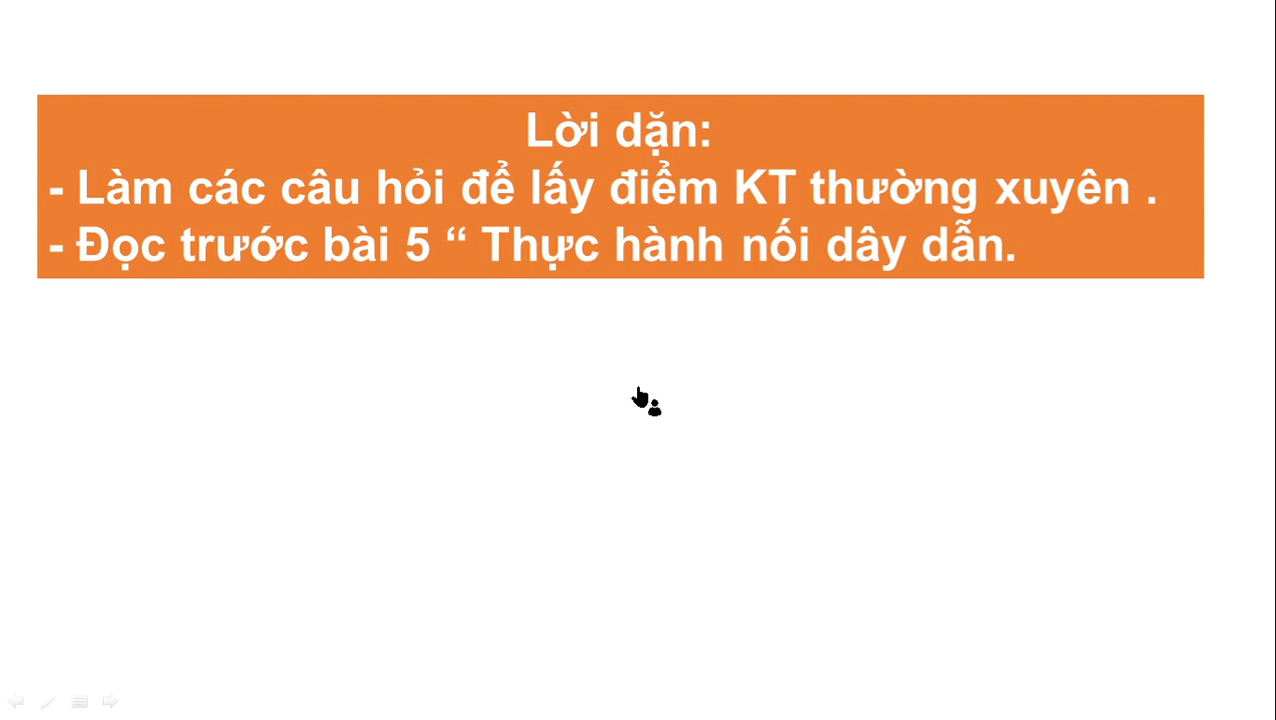 Lời dặn:
- Làm các câu hỏi để lấy điểm KT thường xuyên .
- Đọc trước bài 5 “ Thực hành nối dây dẫn.